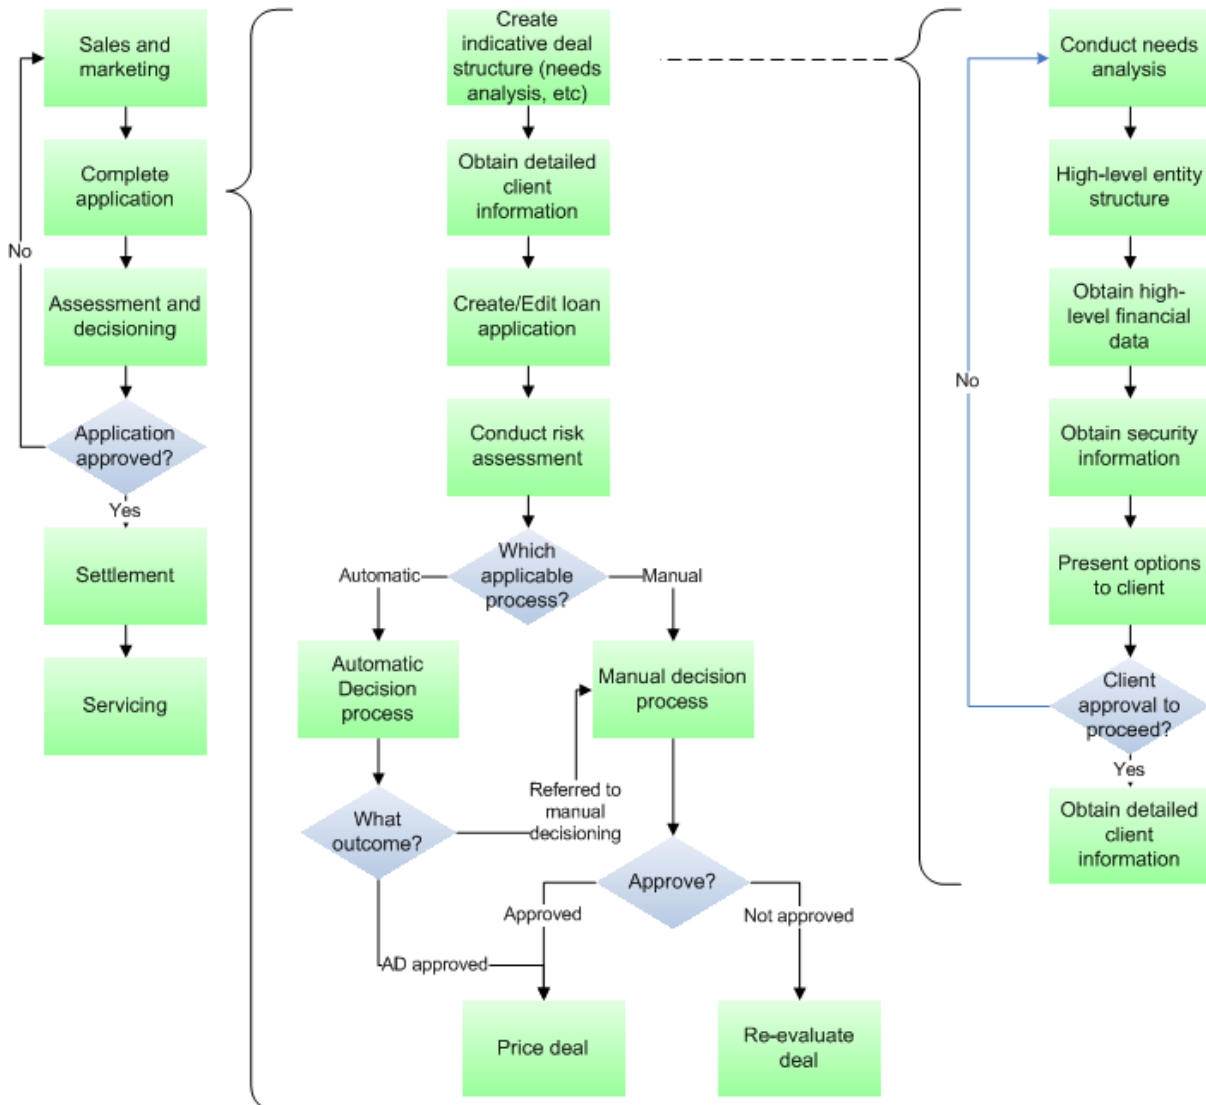 Sales and
marketing
Complete
application
No
Assessment and
decisioning
Application
approved?
Yes
Settlement
Servicing
Create
indicative deal
structure (needs
analysis, etc)
Obtain detailed
client
information
Create/Edit loan
application
Conduct risk
assessment
Which
applicable
process?
Automatic
Manual
Automatic
Decision
process
Manual decision
process
What
outcome?
Referred to
manual
decisioning
Approve?
Approved
Not approved
AD approved
Price deal
Re-evaluate
deal
Conduct needs
analysis
High-level entity
structure
Obtain high-
level financial
data
No
Obtain security
information
Present options
to client
Client
approval to
proceed?
Yes
Obtain detailed
client
information